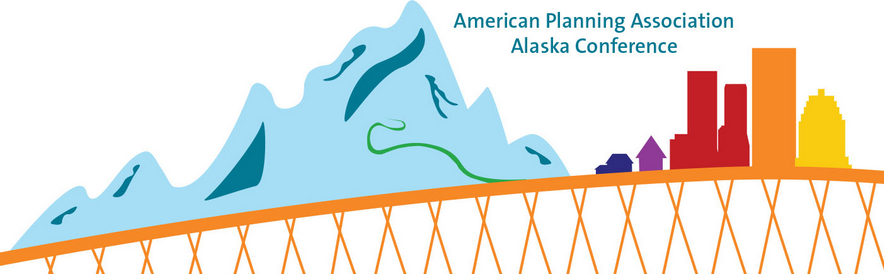 American Planning Association
Alaska Conference